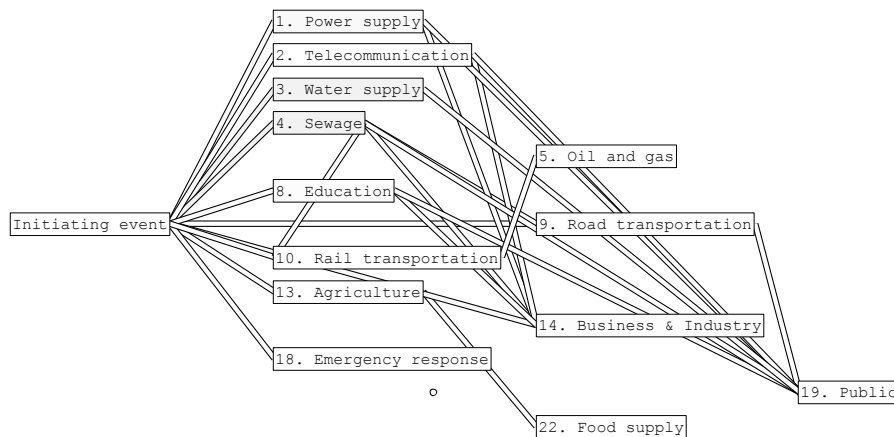 1. Power supply
2. Telecommunication
3. Water supply
4. Sewage
5. Oil and gas
8. Education
Initiating event
9. Road transportation
10. Rail transportation
13. Agriculture
14. Business & Industry
18. Emergency response
19. Public
22. Food supply